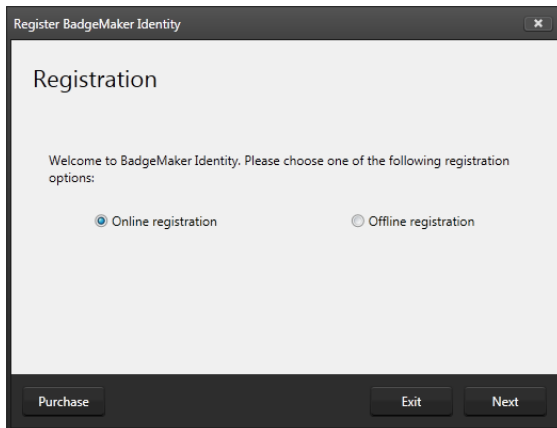 Register BadgeMaker Identity
Registration
Welcome to BadgeMaker Identity. Please choose one of the following registration
options:
Online registration
Offline registration
Purchase
Exit
Next